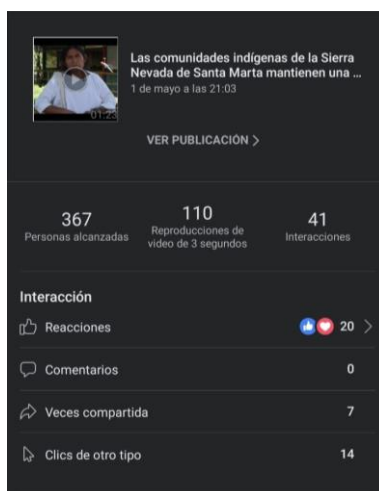 Las comunidades indígenas de la Sierra
Nevada de Santa Marta mantienen una ...
1 de mayo a las 21:03
01:23
VER PUBLICACIÓN >
367
Personas alcanzadas
110
Reproducciones de
video de 3 segundos
41
Interacciones
Interacción
Reacciones 20
Comentarios 0
Veces compartida 7
Clics de otro tipo 14